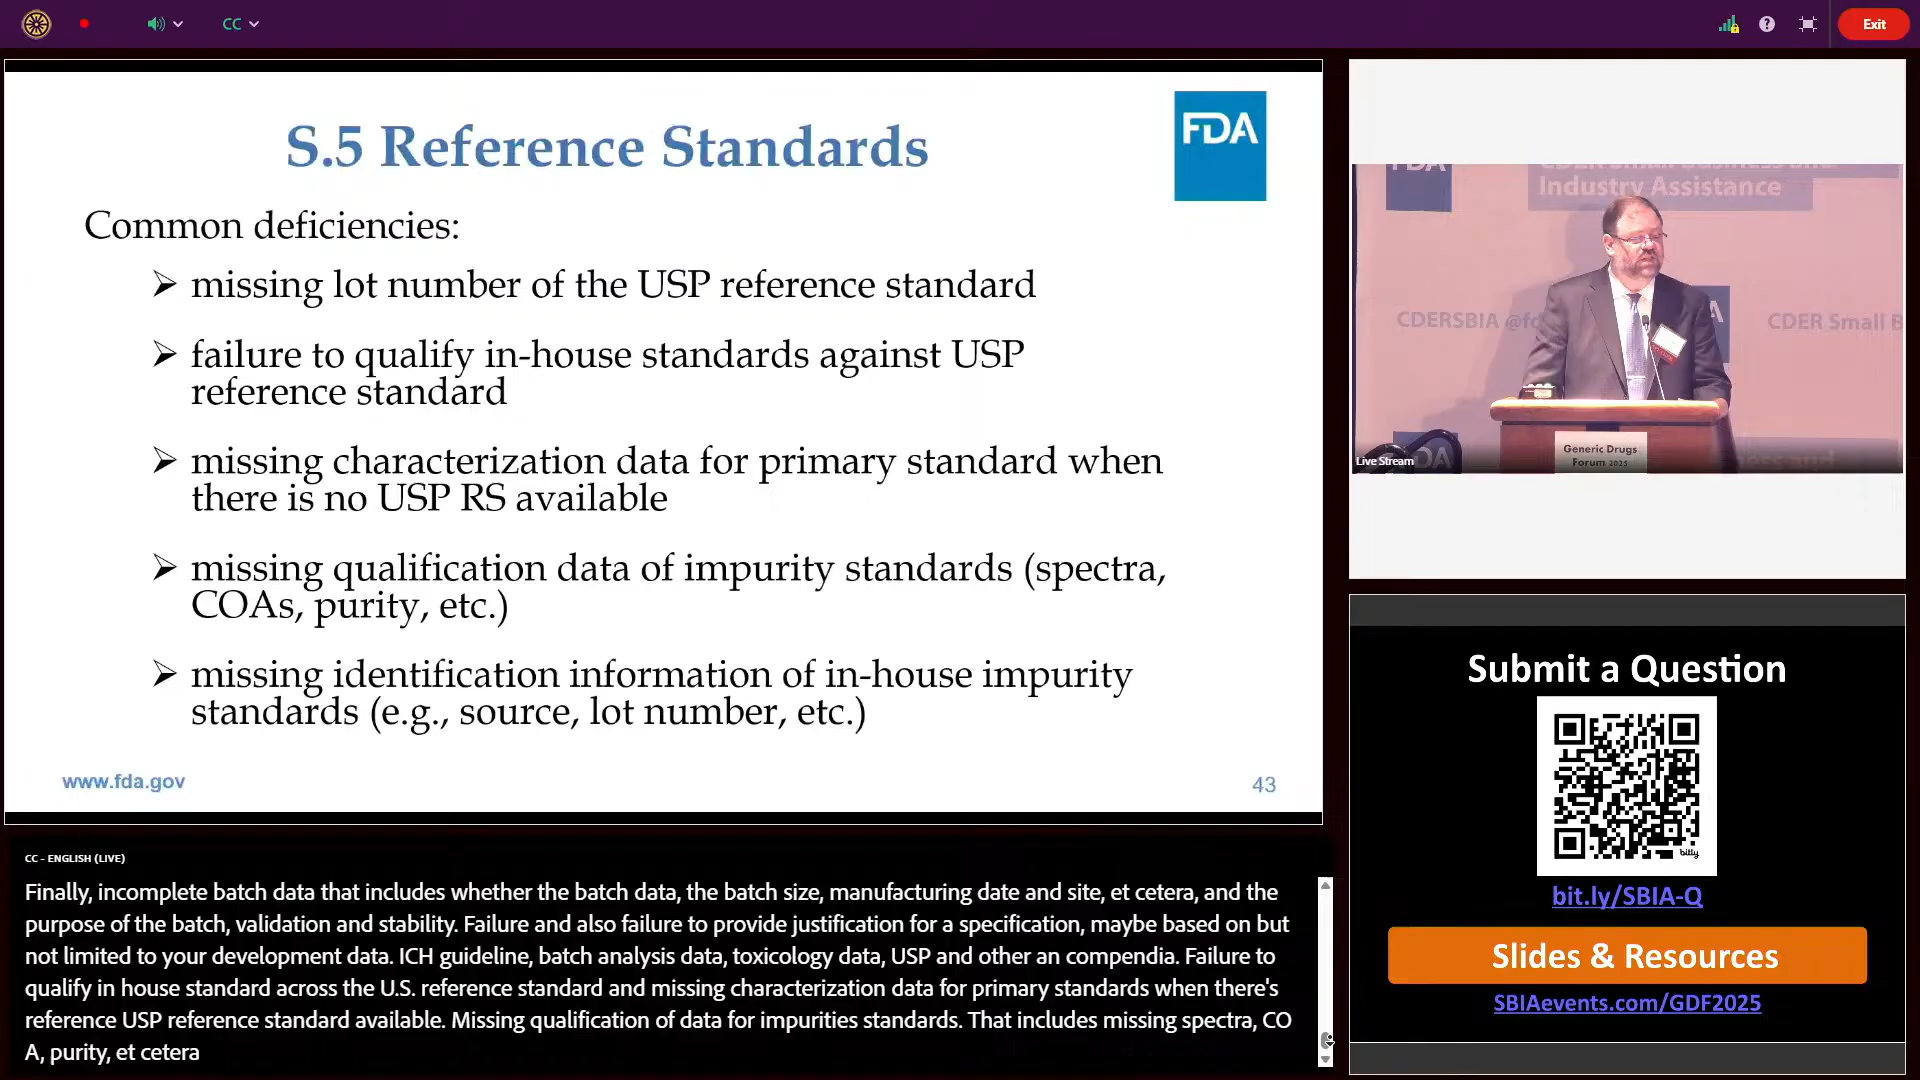 CC
Exit
S.5 Reference Standards
FDA
Common deficiencies:
➢ missing lot number of the USP reference standard
➢ failure to qualify in-house standards against USP
reference standard
➢ missing characterization data for primary standard when
there is no USP RS available
➢ missing qualification data of impurity standards (spectra,
COAs, purity, etc.)
➢ missing identification information of in-house impurity
standards (e.g., source, lot number, etc.)
www.fda.gov
43
CC - ENGLISH (LIVE)
Finally, incomplete batch data that includes whether the batch data, the batch size, manufacturing date and site, et cetera, and the
purpose of the batch, validation and stability. Failure and also failure to provide justification for a specification, maybe based on but
not limited to your development data. ICH guideline, batch analysis data, toxicology data, USP and other an compendia. Failure to
qualify in house standard across the U.S. reference standard and missing characterization data for primary standards when there's
reference USP reference standard available. Missing qualification of data for impurities standards. That includes missing spectra, CO
A, purity, et cetera
FDA
CDER Small Business and
Industry Assistance
CDERSBIA @fd
CDER Small B
Generic Drugs
Forum 2025
Live Stream
Submit a Question
bitly
bit.ly/SBIA-Q
Slides & Resources
SBIAevents.com/GDF2025